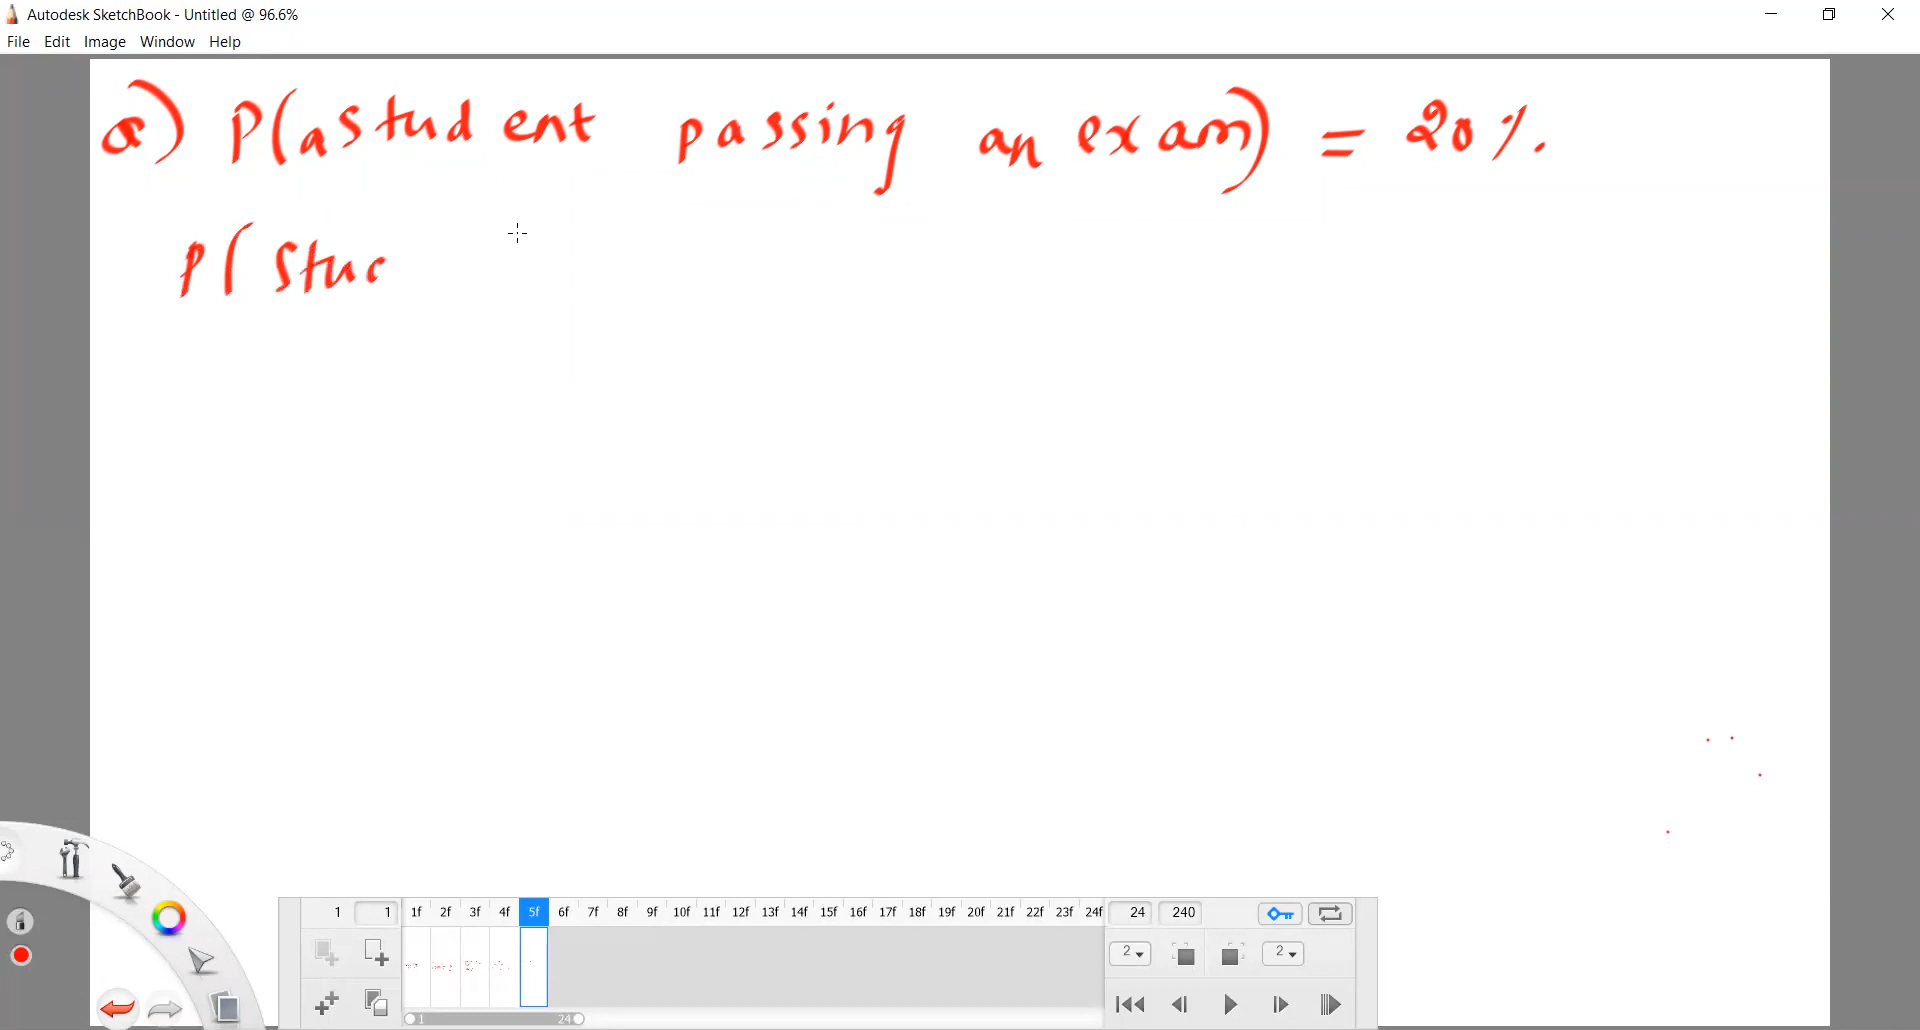 Autodesk SketchBook - Untitled @ 96.6%
File Edit Image Window Help
a) P(a student passing an exam) = 20%.
P( Stuc
1 1 1f 2f 3f 4f 5f 6f 7f 8f 9f 10f 11f 12f 13f 14f 15f 16f 17f 18f 19f 20f 21f 22f 23f 24f 24 240
2 2
1 24